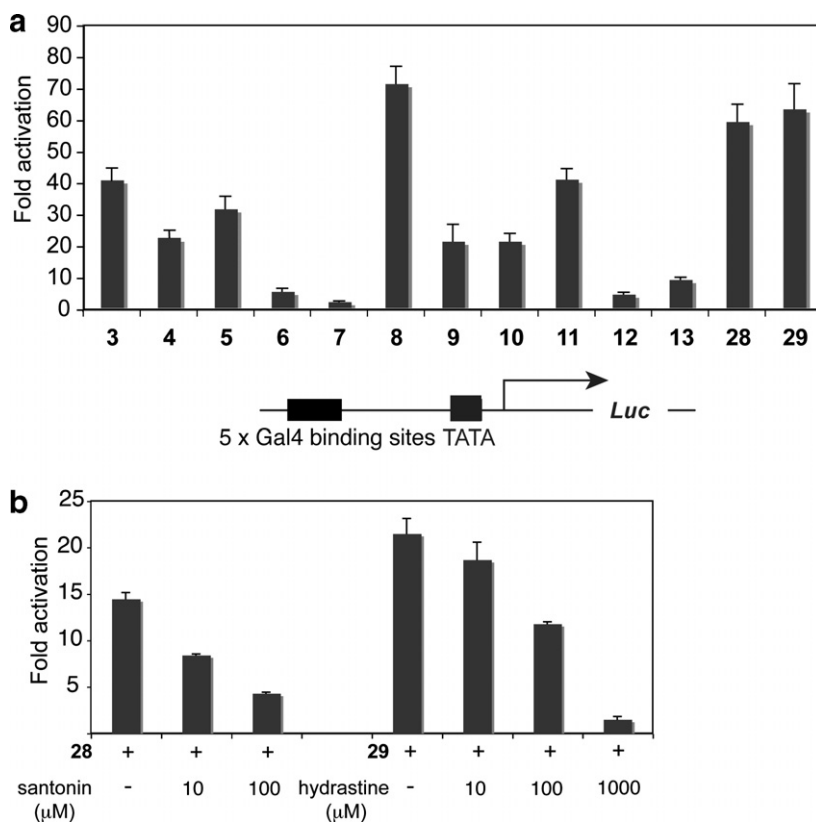 a
Fold activation
90
80
70
60
50
40
30
20
10
0
3 4 5 6 7 8 9 10 11 12 13 28 29
Luc
5 x Gal4 binding sites TATA
b
Fold activation
25
20
15
10
5
28 + + + 29 + + + +
santonin (µM) - 10 100 hydrastine (µM) - 10 100 1000